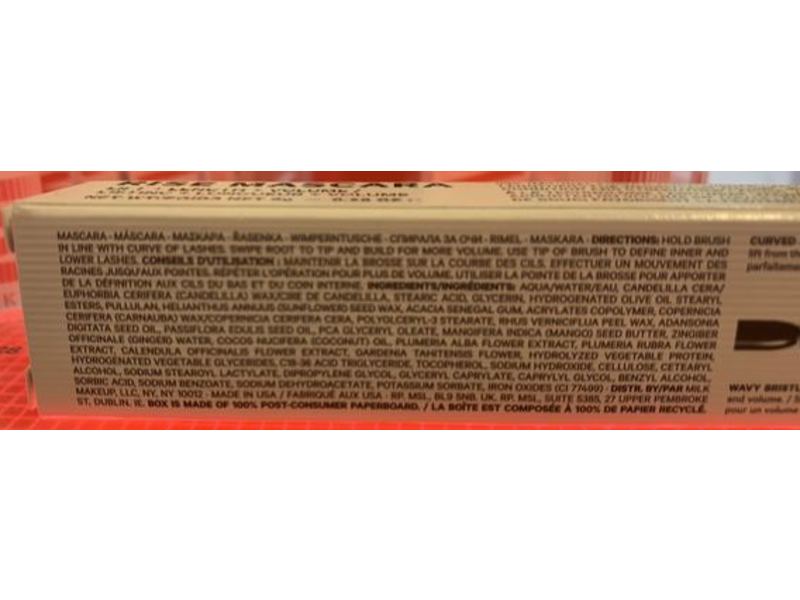 RISE MASCARA
MASCARA · MÁSCARA · ΜΑΣΚΑΡΑ · ŘASENKA · WIMPERNTUSCHE · СПИРАЛА ЗА ОЧИ · RIMEL · MASKARA · DIRECTIONS: HOLD BRUSH
IN LINE WITH CURVE OF LASHES. SWIPE ROOT TO TIP AND BUILD FOR MORE VOLUME. USE TIP OF BRUSH TO DEFINE INNER AND
LOWER LASHES. CONSEILS D'UTILISATION : MAINTENIR LA BROSSE SUR LA COURBE DES CILS. EFFECTUER UN MOUVEMENT DES
RACINES JUSQU'AUX POINTES. RÉPÉTER L'OPÉRATION POUR PLUS DE VOLUME. UTILISER LA POINTE DE LA BROSSE POUR APPORTER
DE LA DÉFINITION AUX CILS DU BAS ET DU COIN INTERNE. INGREDIENTS/INGRÉDIENTS: AQUA/WATER/EAU, CANDELILLA CERA/
EUPHORBIA CERIFERA (CANDELILLA) WAX/CIRE DE CANDELILLA, STEARIC ACID, GLYCERIN, HYDROGENATED OLIVE OIL STEARYL
ESTERS, PULLULAN, HELIANTHUS ANNUUS (SUNFLOWER) SEED WAX, ACACIA SENEGAL GUM, ACRYLATES COPOLYMER, COPERNICIA
CERIFERA (CARNAUBA) WAX/COPERNICIA CERIFERA CERA, POLYGLYCERYL-3 STEARATE, RHUS VERNICIFLUA PEEL WAX, ADANSONIA
DIGITATA SEED OIL, PASSIFLORA EDULIS SEED OIL, PCA GLYCERYL OLEATE, MANGIFERA INDICA (MANGO) SEED BUTTER, ZINGIBER
OFFICINALE (GINGER) WATER, COCOS NUCIFERA (COCONUT) OIL, PLUMERIA ALBA FLOWER EXTRACT, PLUMERIA RUBRA FLOWER
EXTRACT, CALENDULA OFFICINALIS FLOWER EXTRACT, GARDENIA TAHITENSIS FLOWER, HYDROLYZED VEGETABLE PROTEIN,
HYDROGENATED VEGETABLE GLYCERIDES, C18-36 ACID TRIGLYCERIDE, TOCOPHEROL, SODIUM HYDROXIDE, CELLULOSE, CETEARYL
ALCOHOL, SODIUM STEAROYL LACTYLATE, DIPROPYLENE GLYCOL, GLYCERYL CAPRYLATE, CAPRYLYL GLYCOL, BENZYL ALCOHOL,
SORBIC ACID, SODIUM BENZOATE, SODIUM DEHYDROACETATE, POTASSIUM SORBATE, IRON OXIDES (CI 77499) · DISTR. BY/PAR MILK
MAKEUP, LLC, NY, NY 10012 · MADE IN USA / FABRIQUÉ AUX USA · RP, MSL, BL9 5NB, UK, RP, MSL, SUITE 5385, 27 UPPER PEMBROKE
ST, DUBLIN, IE. BOX IS MADE OF 100% POST-CONSUMER PAPERBOARD. / LA BOÎTE EST COMPOSÉE À 100% DE PAPIER RECYCLÉ.
CURVED
lift from the
parfaitement
WAVY BRISTL
and volume. /
pour un volume